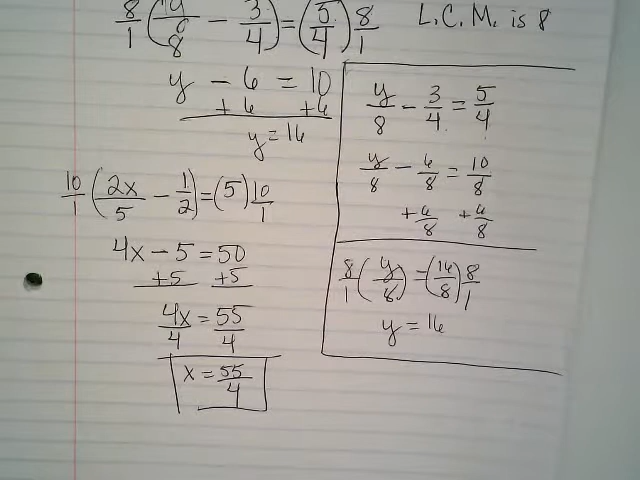 8/1 (y/8 - 3/4) = (5/4) 8/1 L.C.M. is 8
y - 6 = 10
+6 +6
y = 16
10/1 (2x/5 - 1/2) = (5) 10/1
4x - 5 = 50
+5 +5
4x/4 = 55/4
x = 55/4
y/8 - 3/4 = 5/4
y/8 - 6/8 = 10/8
+6/8 +6/8
8/1 (y/8) = (16/8) 8/1
y = 16